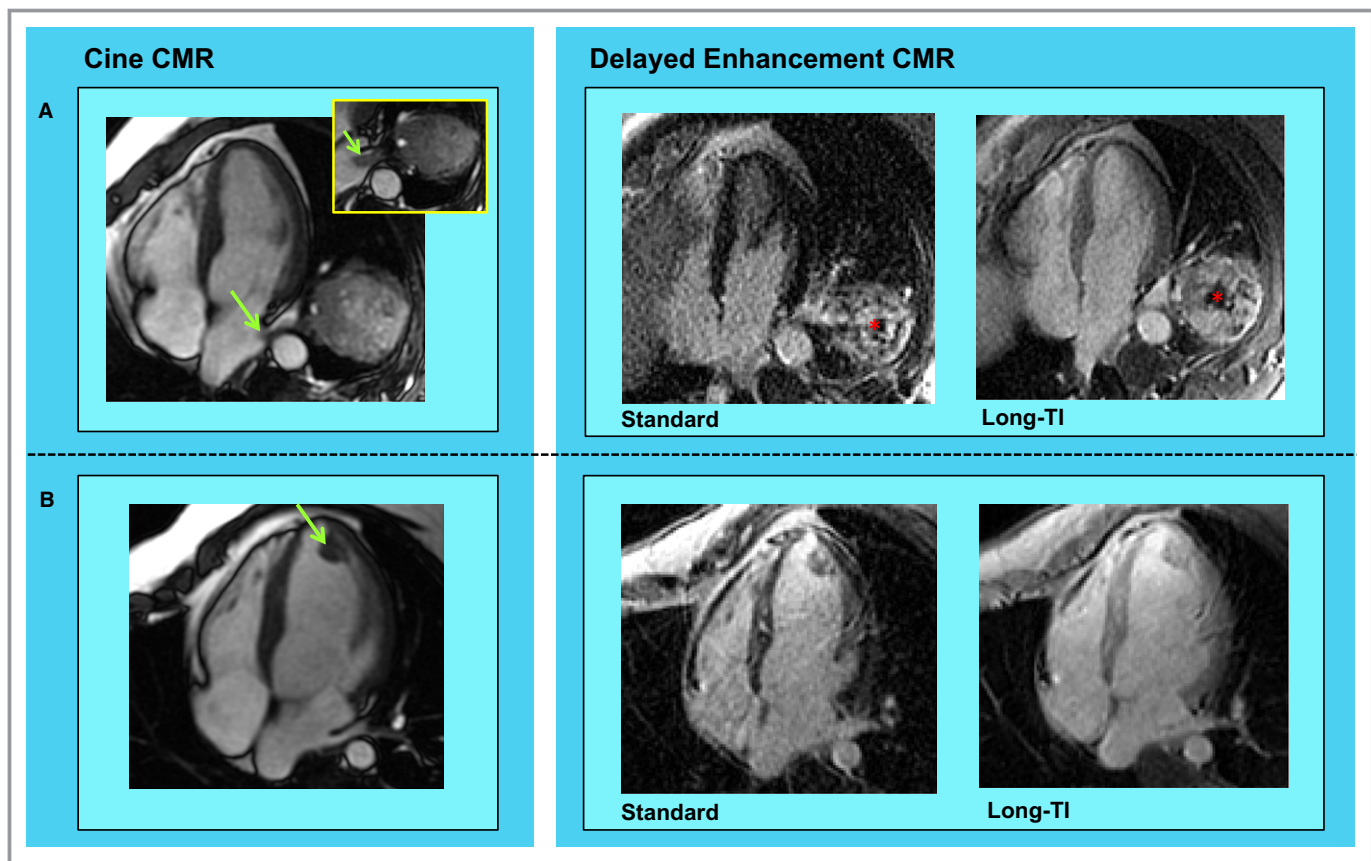 Cine CMR
Delayed Enhancement CMR
A
*
*
Standard
Long-TI
B
Standard
Long-TI